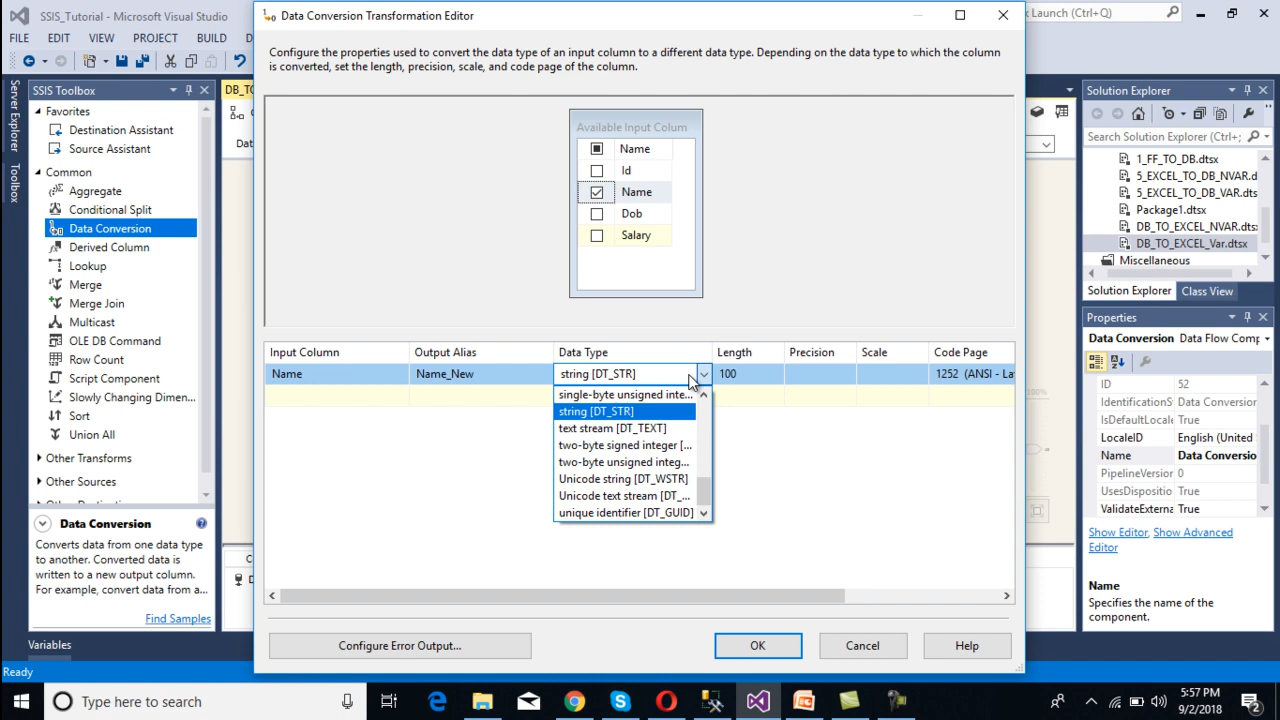 SSIS_Tutorial - Microsoft Visual Studio
Launch (Ctrl+Q)
FILE EDIT VIEW PROJECT BUILD
Data Conversion Transformation Editor
Configure the properties used to convert the data type of an input column to a different data type. Depending on the data type to which the column
is converted, set the length, precision, scale, and code page of the column.
Server Explorer
Toolbox
SSIS Toolbox
Favorites
Destination Assistant
Source Assistant
Common
Aggregate
Conditional Split
Data Conversion
Derived Column
Lookup
Merge
Merge Join
Multicast
OLE DB Command
Row Count
Script Component
Slowly Changing Dimen...
Sort
Union All
Other Transforms
Other Sources
Data Conversion
Converts data from one data type
to another. Converted data is
written to a new output column.
For example, convert data from a...
Find Samples
Variables
Ready
DB_TO
Dat
Available Input Colum
Name
Id
Name
Dob
Salary
Input Column Output Alias Data Type Length Precision Scale Code Page
Name Name_New string [DT_STR] 100 1252 (ANSI - La
single-byte unsigned inte...
string [DT_STR]
text stream [DT_TEXT]
two-byte signed integer [...
two-byte unsigned integ...
Unicode string [DT_WSTR]
Unicode text stream [DT_...
unique identifier [DT_GUID]
Configure Error Output...
OK
Cancel
Help
Solution Explorer
Search Solution Explorer (Ctrl+;
1_FF_TO_DB.dtsx
5_EXCEL_TO_DB_NVAR.d
5_EXCEL_TO_DB_VAR.dts
Package1.dtsx
DB_TO_EXCEL_NVAR.dts
DB_TO_EXCEL_Var.dtsx
Miscellaneous
Solution Explorer Class View
Properties
Data Conversion Data Flow Comp
ID 52
IdentificationS Data Conversion
IsDefaultLocale True
LocaleID English (United
Name Data Conversio
PipelineVersion 0
UsesDisposition True
ValidateExterna True
Show Editor, Show Advanced
Editor
Name
Specifies the name of the
component.
Type here to search
5:57 PM
9/2/2018
2